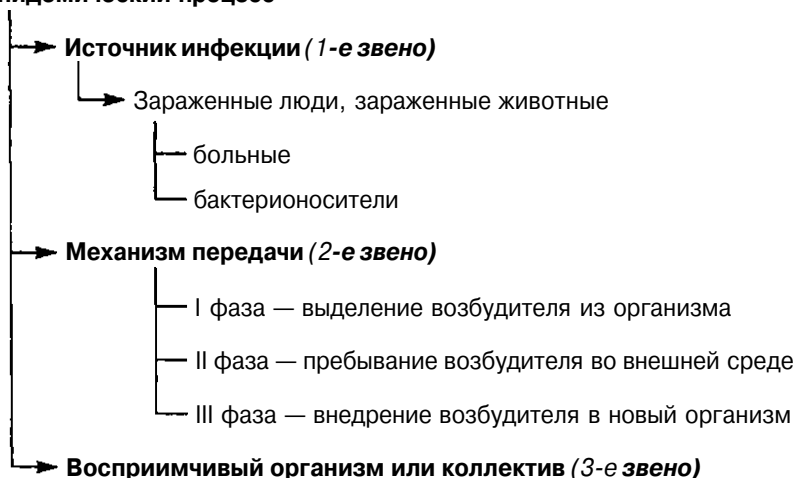 Источник инфекции (1-е звено)
Зараженные люди, зараженные животные
больные
бактерионосители
Механизм передачи (2-е звено)
I фаза — выделение возбудителя из организма
II фаза — пребывание возбудителя во внешней среде
III фаза — внедрение возбудителя в новый организм
Восприимчивый организм или коллектив (3-е звено)